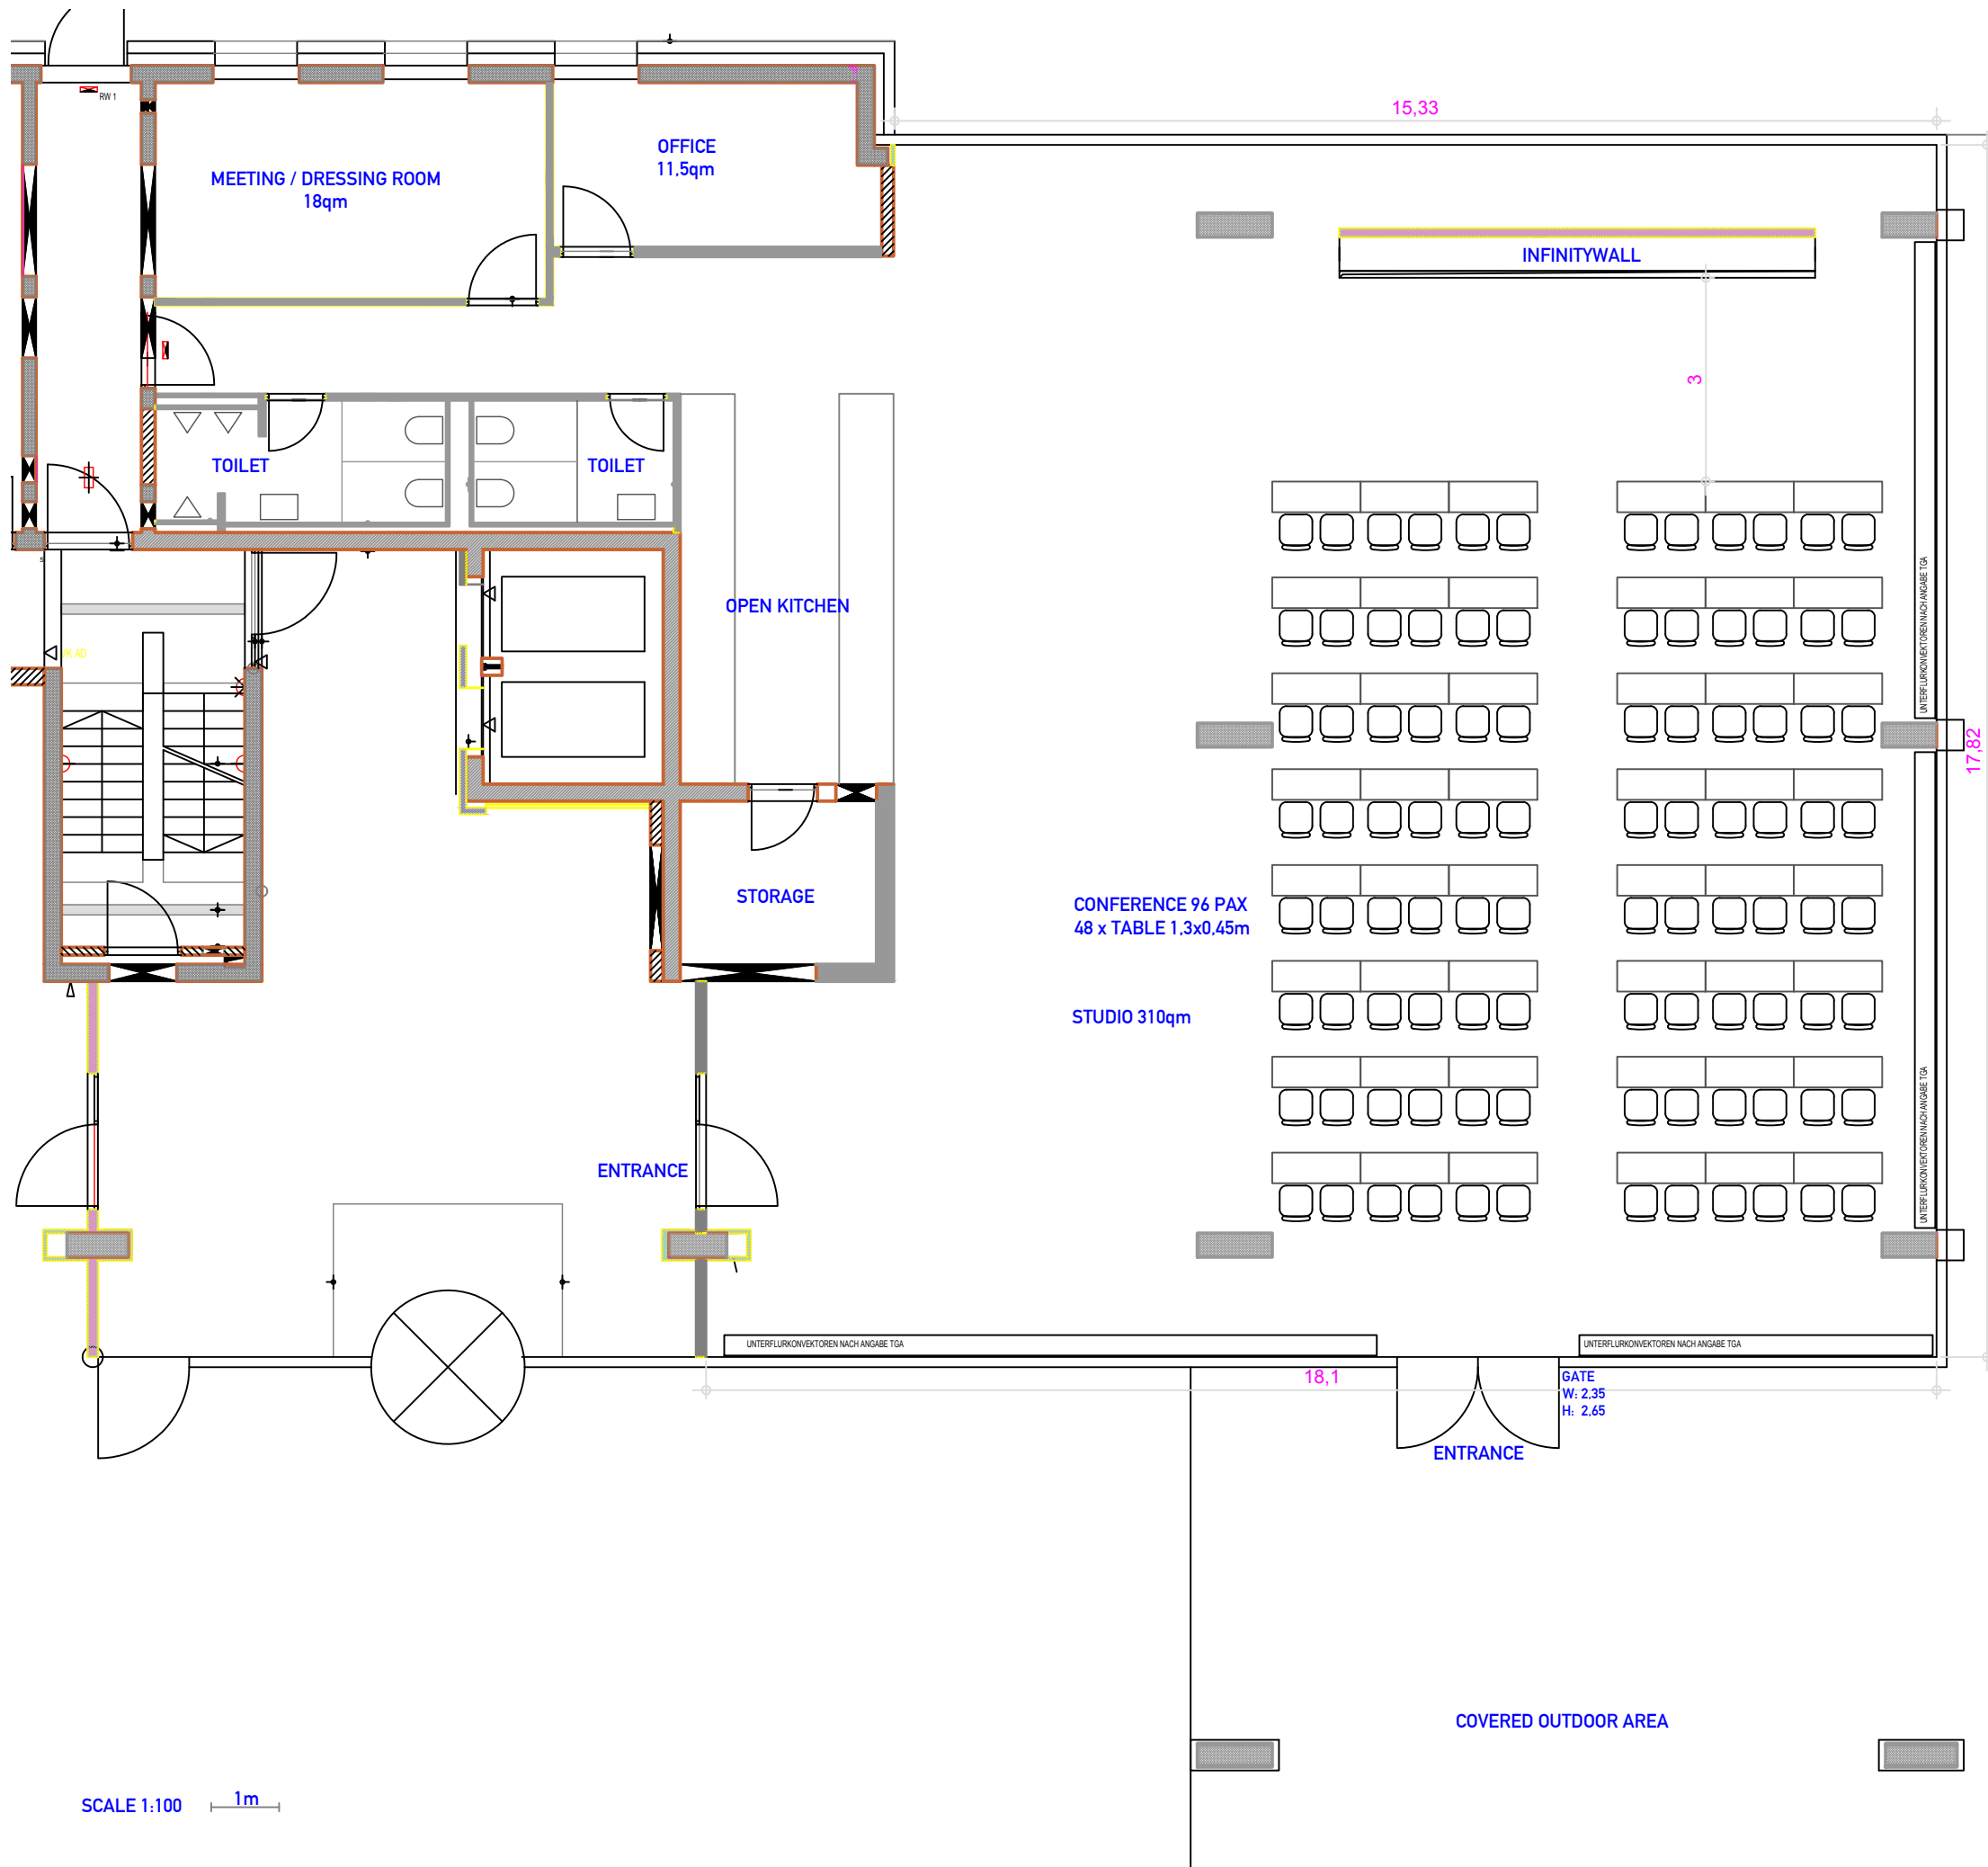 15,33
RW 1
OFFICE
11,5qm
MEETING / DRESSING ROOM
18qm
INFINITYWALL
3
TOILET
TOILET
UNTERFLURKONVEKTOREN NACH ANGABE TGA
OPEN KITCHEN
17,82
STORAGE
CONFERENCE 96 PAX
48 x TABLE 1,3x0,45m
STUDIO 310qm
UNTERFLURKONVEKTOREN NACH ANGABE TGA
ENTRANCE
UNTERFLURKONVEKTOREN NACH ANGABE TGA
UNTERFLURKONVEKTOREN NACH ANGABE TGA
18,1
GATE
W: 2,35
H: 2,65
ENTRANCE
COVERED OUTDOOR AREA
SCALE 1:100
1m